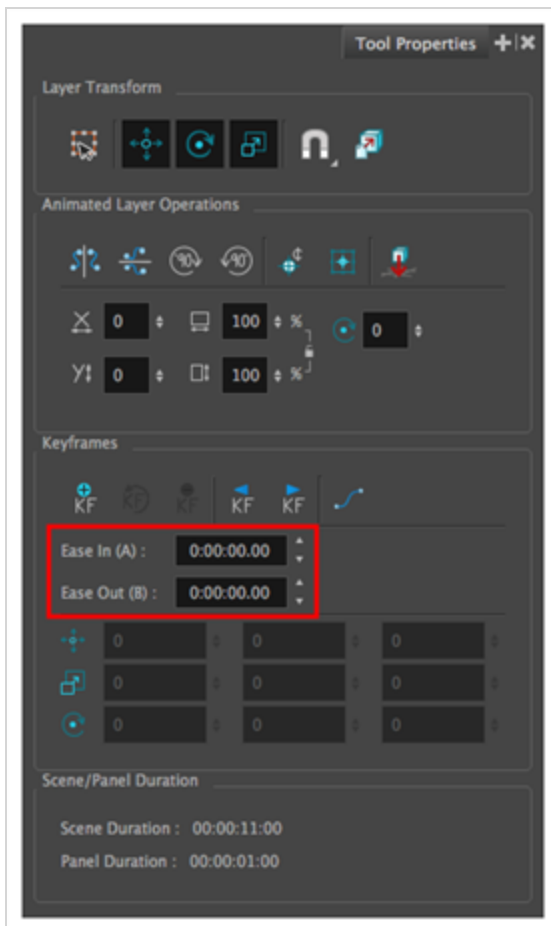 Tool Properties
Layer Transform
Animated Layer Operations
90 90
X 0 100 % 0
Y 0 100 %
Keyframes
KF KF KF KF KF
Ease In (A) : 0:00:00.00
Ease Out (B) : 0:00:00.00
0 0 0
0 0 0
0 0 0
Scene/Panel Duration
Scene Duration : 00:00:11:00
Panel Duration : 00:00:01:00